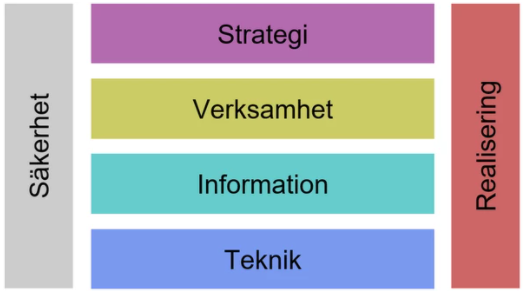 Säkerhet
Strategi
Verksamhet
Information
Teknik
Realisering